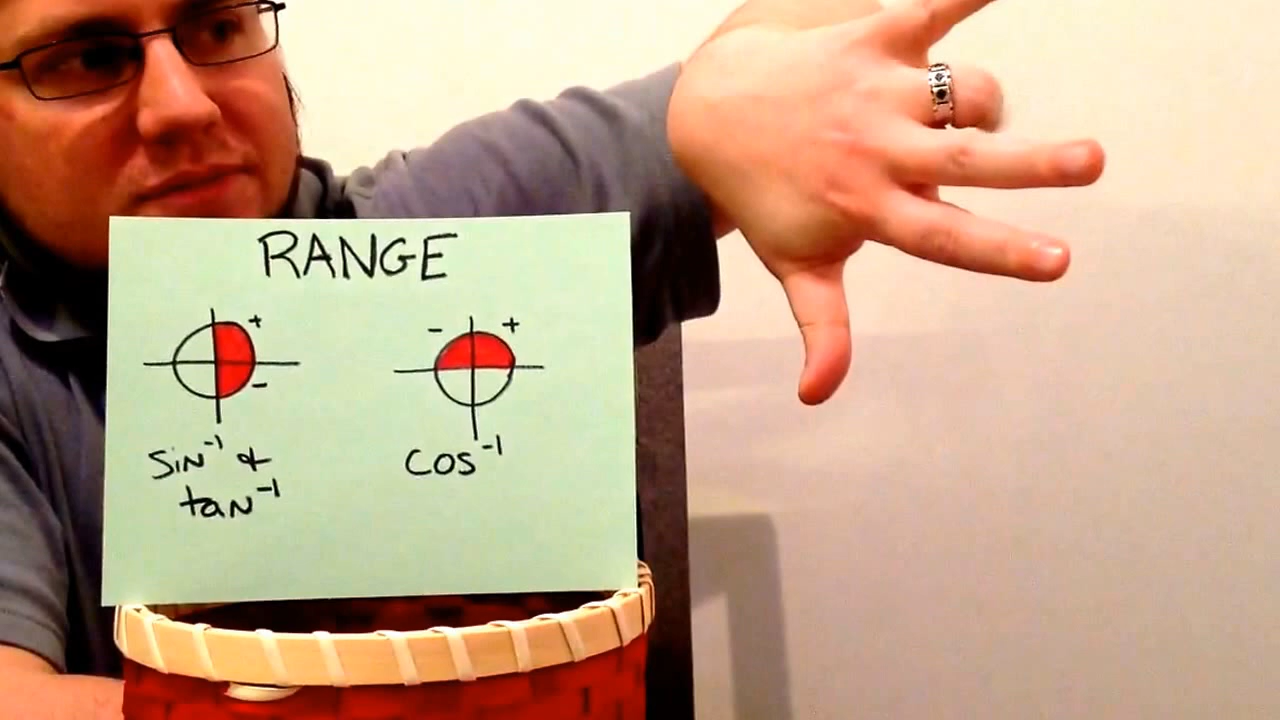 RANGE
+
- +
-
sin⁻¹ &
tan⁻¹
cos⁻¹